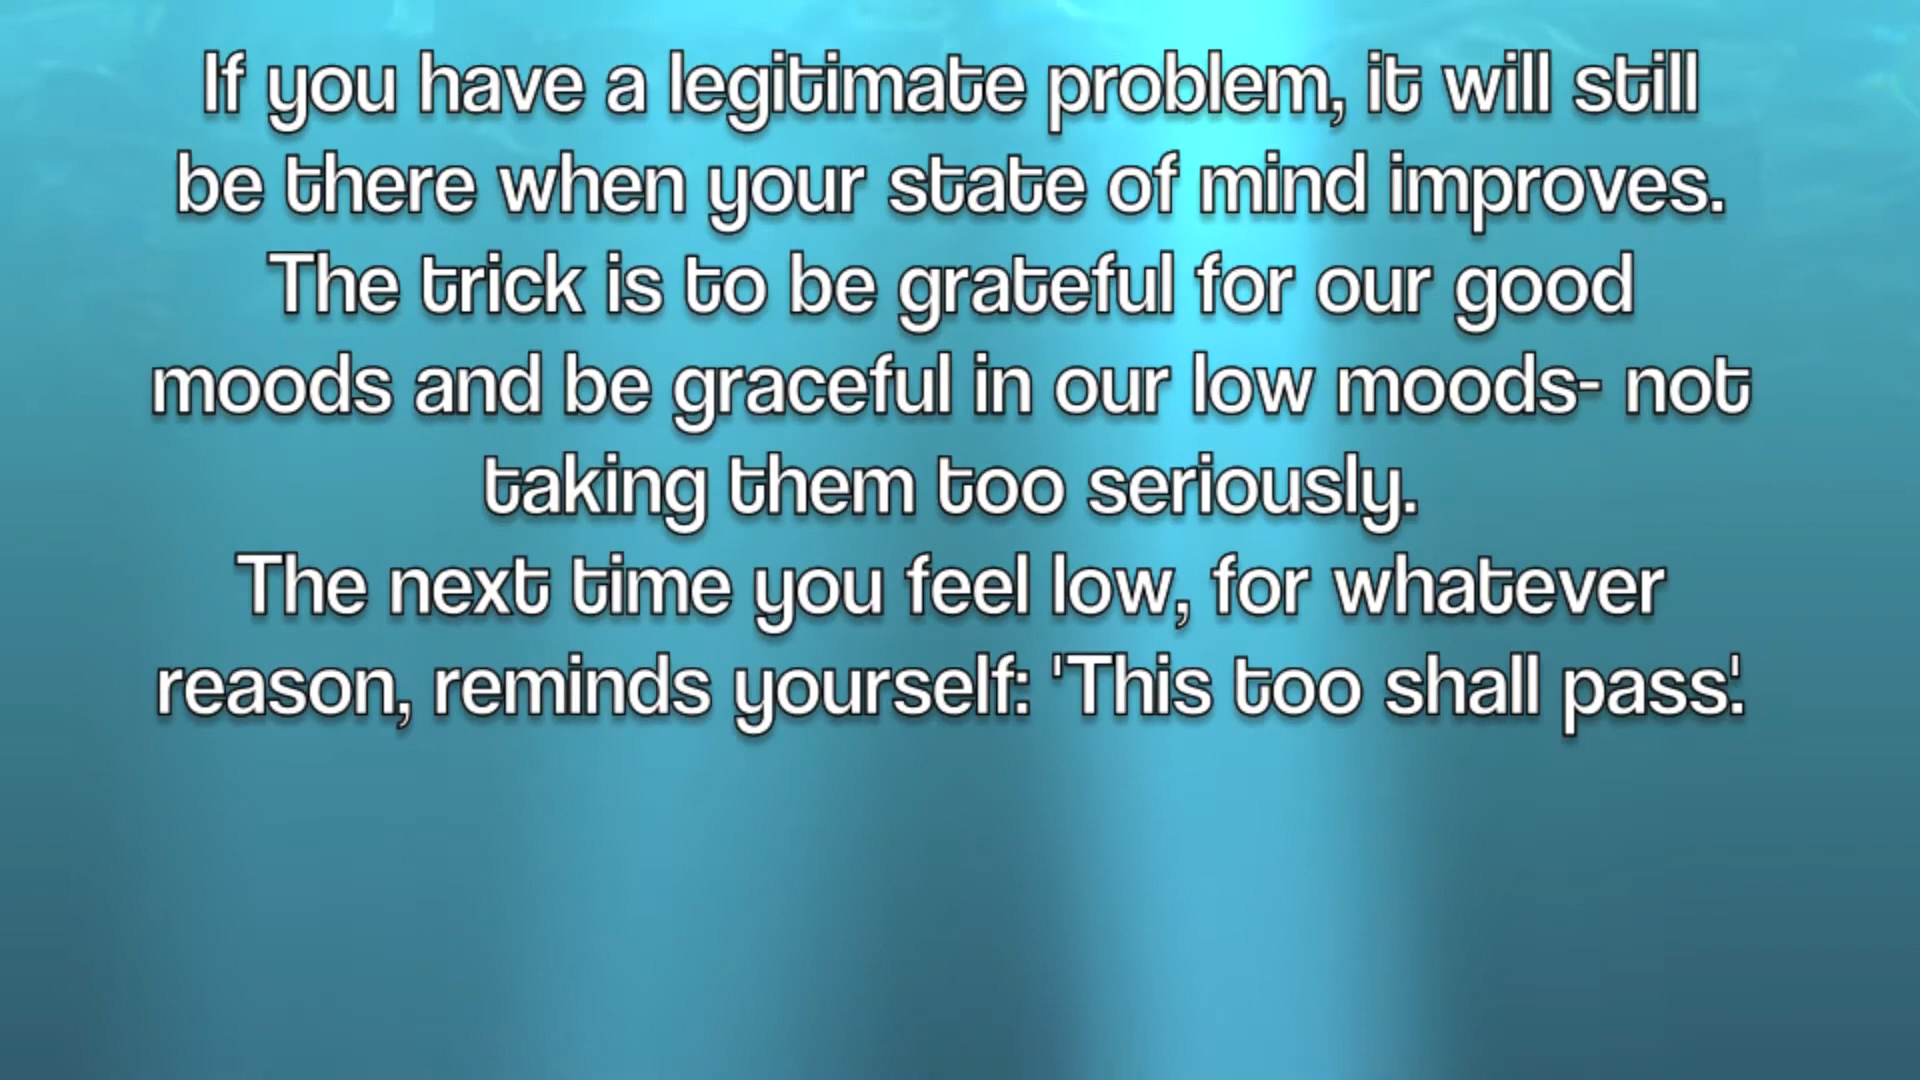 If you have a legitimate problem, it will still
be there when your state of mind improves.
The trick is to be grateful for our good
moods and be graceful in our low moods- not
taking them too seriously.
The next time you feel low, for whatever
reason, reminds yourself: 'This too shall pass'.